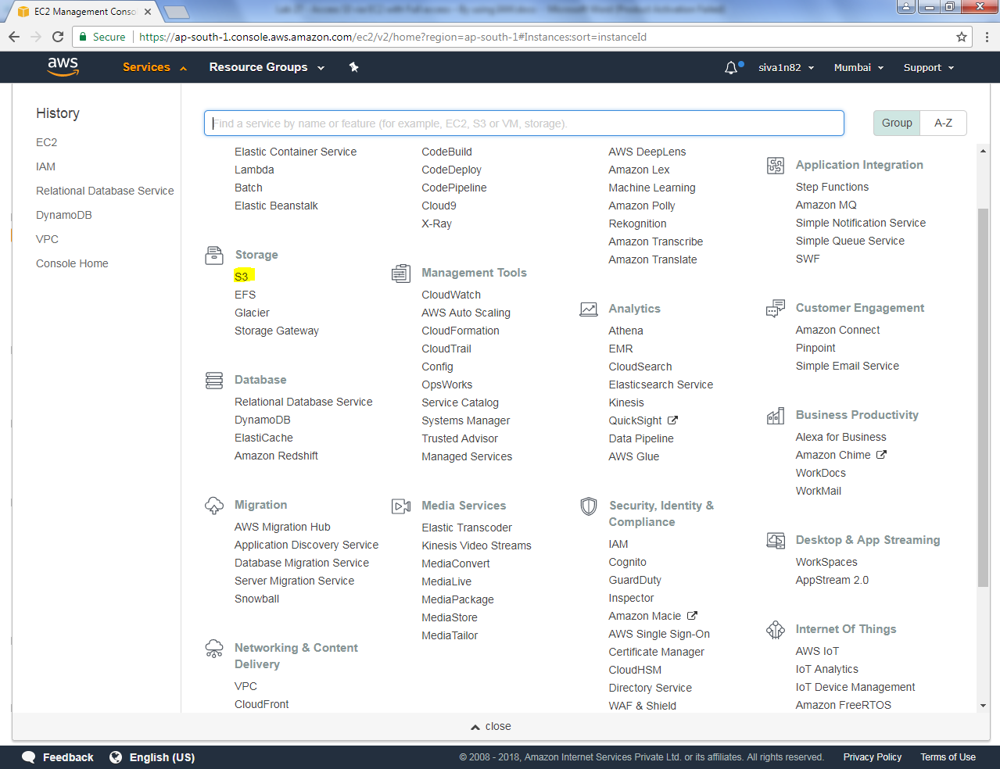 EC2 Management Conso
Secure
https://ap-south-1.console.aws.amazon.com/ec2/v2/home?region=ap-south-1#Instances:sort=instanceId
aws
Services
Resource Groups
siva1n82
Mumbai
Support
History
EC2
IAM
Relational Database Service
DynamoDB
VPC
Console Home
Find a service by name or feature (for example, EC2, S3 or VM, storage).
Group
A-Z
Elastic Container Service
Lambda
Batch
Elastic Beanstalk
Storage
S3
EFS
Glacier
Storage Gateway
Database
Relational Database Service
DynamoDB
ElastiCache
Amazon Redshift
Migration
AWS Migration Hub
Application Discovery Service
Database Migration Service
Server Migration Service
Snowball
Networking & Content
Delivery
VPC
CloudFront
CodeBuild
CodeDeploy
CodePipeline
Cloud9
X-Ray
Management Tools
CloudWatch
AWS Auto Scaling
CloudFormation
CloudTrail
Config
OpsWorks
Service Catalog
Systems Manager
Trusted Advisor
Managed Services
Media Services
Elastic Transcoder
Kinesis Video Streams
MediaConvert
MediaLive
MediaPackage
MediaStore
MediaTailor
AWS DeepLens
Amazon Lex
Machine Learning
Amazon Polly
Rekognition
Amazon Transcribe
Amazon Translate
Analytics
Athena
EMR
CloudSearch
Elasticsearch Service
Kinesis
QuickSight
Data Pipeline
AWS Glue
Security, Identity &
Compliance
IAM
Cognito
GuardDuty
Inspector
Amazon Macie
AWS Single Sign-On
Certificate Manager
CloudHSM
Directory Service
WAF & Shield
Application Integration
Step Functions
Amazon MQ
Simple Notification Service
Simple Queue Service
SWF
Customer Engagement
Amazon Connect
Pinpoint
Simple Email Service
Business Productivity
Alexa for Business
Amazon Chime
WorkDocs
WorkMail
Desktop & App Streaming
WorkSpaces
AppStream 2.0
Internet Of Things
AWS IoT
IoT Analytics
IoT Device Management
Amazon FreeRTOS
close
Feedback
English (US)
© 2008 - 2018, Amazon Internet Services Private Ltd. or its affiliates. All rights reserved.
Privacy Policy
Terms of Use